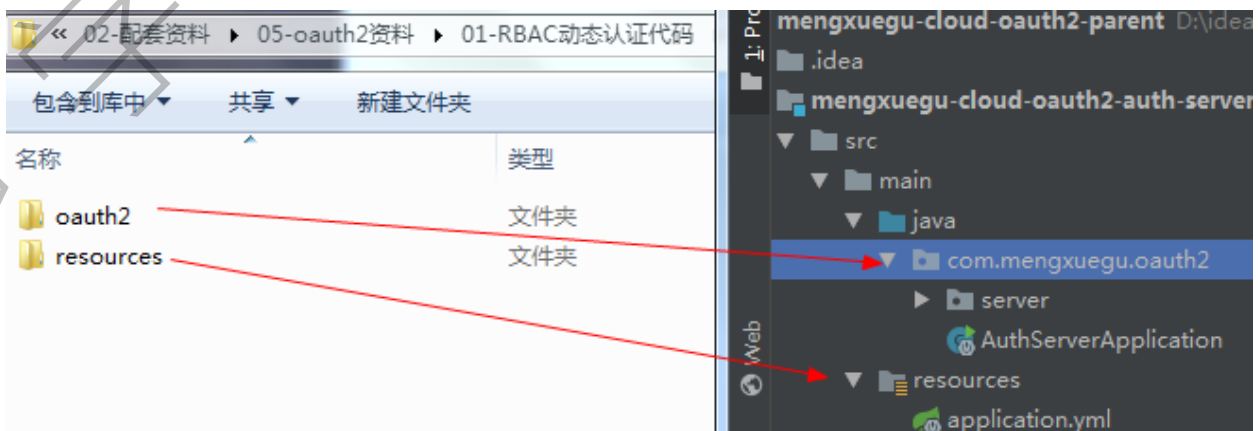 « 02-配套资料 ▸ 05-oauth2资料 ▸ 01-RBAC动态认证代码
包含到库中 ▼ 共享 ▼ 新建文件夹
名称 类型
oauth2 文件夹
resources 文件夹
1: Pro
Web
mengxuegu-cloud-oauth2-parent D:\idea
.idea
mengxuegu-cloud-oauth2-auth-server
src
main
java
com.mengxuegu.oauth2
server
AuthServerApplication
resources
application.yml